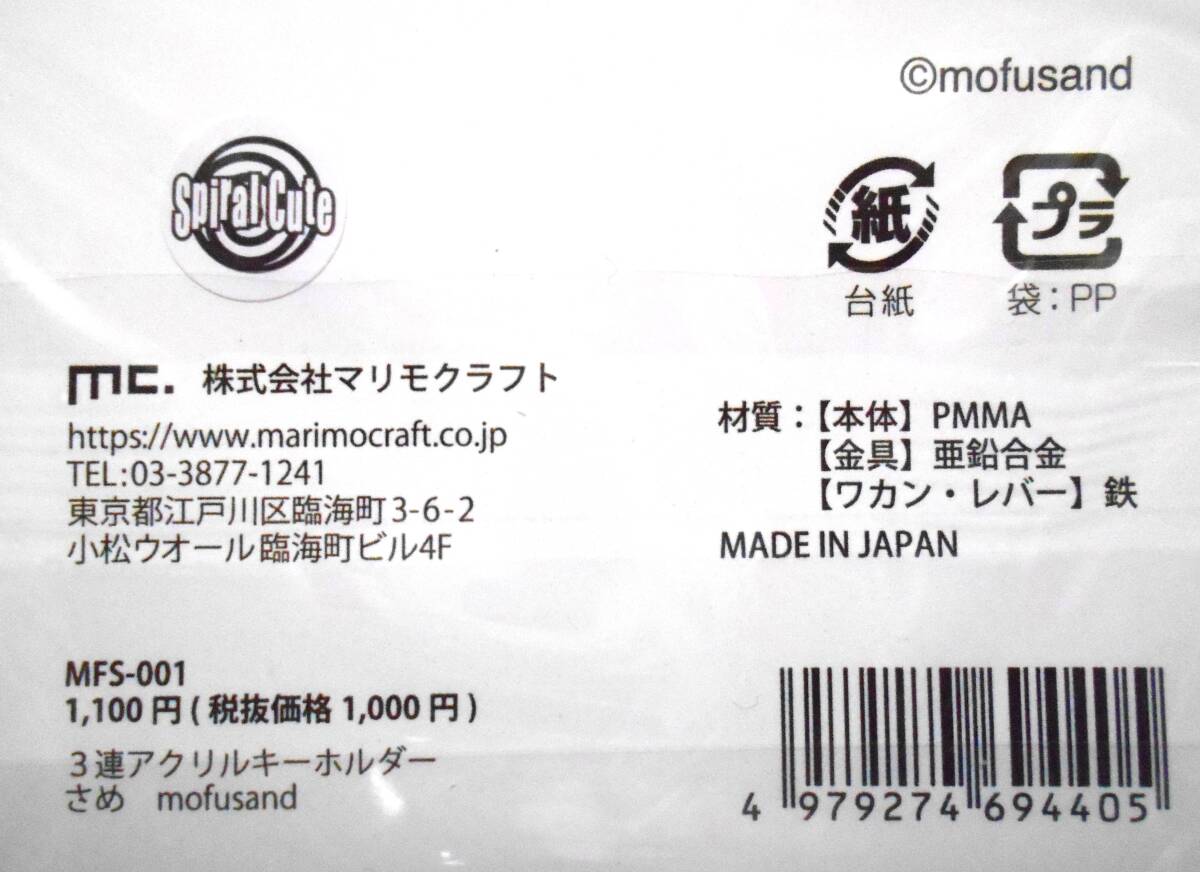 ©mofusand
Spiral Cute
紙
プラ
台紙
袋：PP
mc. 株式会社マリモクラフト
https://www.marimocraft.co.jp
TEL:03-3877-1241
東京都江戸川区臨海町3-6-2
小松ウオール臨海町ビル4F
材質：【本体】PMMA
【金具】亜鉛合金
【ワカン・レバー】鉄
MADE IN JAPAN
MFS-001
1,100円(税抜価格1,000円)
３連アクリルキーホルダー
さめ　mofusand
4 979274 694405